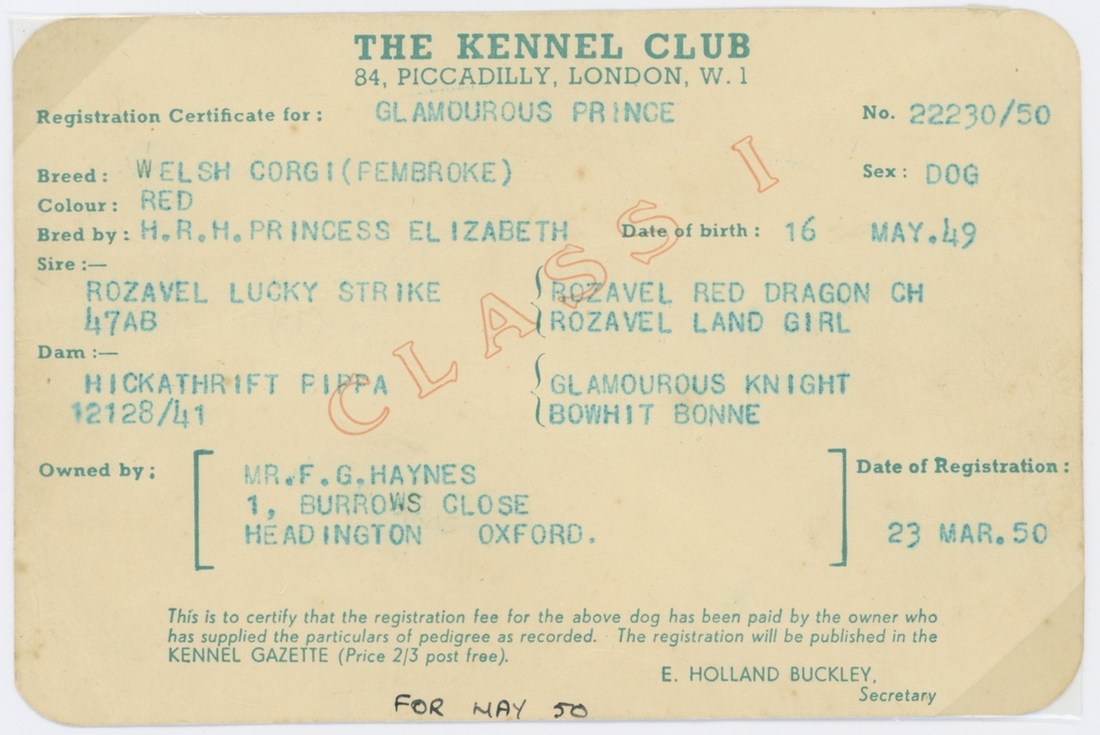 THE KENNEL CLUB
84, PICCADILLY, LONDON, W. 1
Registration Certificate for: GLAMOUROUS PRINCE No. 22230/50
Breed: WELSH CORGI(PEMBROKE) Sex: DOG
Colour: RED
Bred by: H.R.H.PRINCESS ELIZABETH Date of birth: 16 MAY.49
Sire :—
ROZAVEL LUCKY STRIKE ROZAVEL RED DRAGON CH
47AB ROZAVEL LAND GIRL
Dam :—
HICKATHRIFT PIPPA GLAMOUROUS KNIGHT
12128/41 BOWHIT BONNE
CLASS I
Owned by: MR.F.G.HAYNES Date of Registration:
1, BURROWS CLOSE
HEADINGTON OXFORD. 23 MAR.50
This is to certify that the registration fee for the above dog has been paid by the owner who
has supplied the particulars of pedigree as recorded. The registration will be published in the
KENNEL GAZETTE (Price 2/3 post free).
E. HOLLAND BUCKLEY,
Secretary
FOR MAY 50